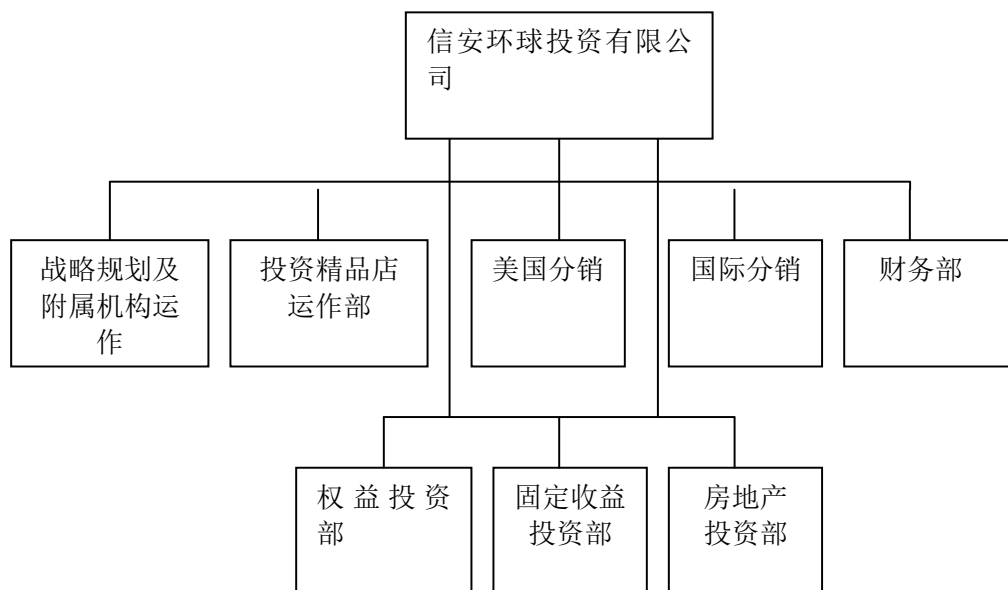 信安环球投资有限公
司
战略规划及
附属机构运
作
投资精品店
运作部
美国分销
国际分销
财务部
权益投资
部
固定收益
投资部
房地产
投资部